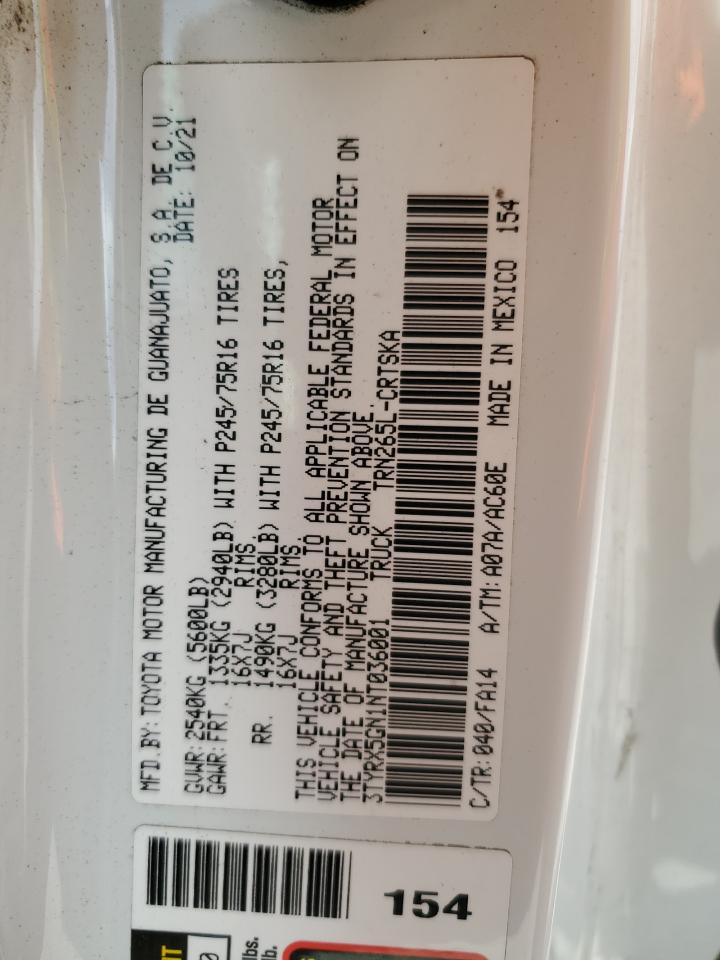 MFD.BY:TOYOTA MOTOR MANUFACTURING DE GUANAJUATO, S.A. DE C.V.
DATE: 10/21
GVWR:2540KG (5600LB)
GAWR:FRT. 1335KG (2940LB) WITH P245/75R16 TIRES
16X7J RIMS
RR. 1490KG (3280LB) WITH P245/75R16 TIRES,
16X7J RIMS.
THIS VEHICLE CONFORMS TO ALL APPLICABLE FEDERAL MOTOR
VEHICLE SAFETY AND THEFT PREVENTION STANDARDS IN EFFECT ON
THE DATE OF MANUFACTURE SHOWN ABOVE.
3TYRX5GN1NT036001 TRUCK TRN265L-CRTSKA
C/TR:040/FA14 A/TM:A07A/AC60E MADE IN MEXICO 154*
154
lbs.
lb.